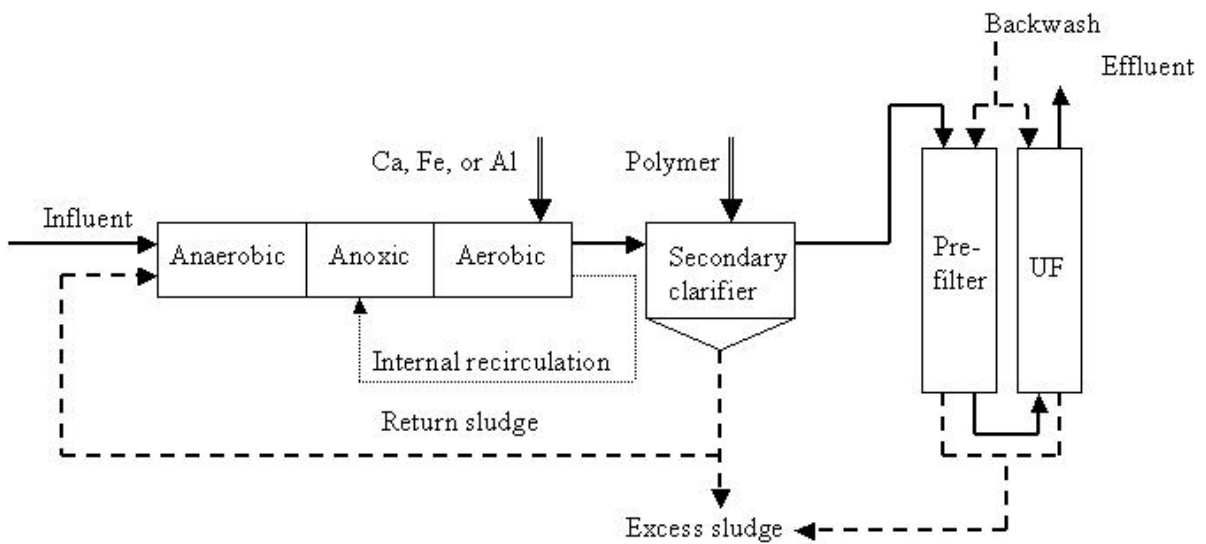 Backwash
Effluent
Ca, Fe, or Al
Polymer
Influent
Anaerobic
Anoxic
Aerobic
Secondary
clarifier
Pre-
filter
UF
Internal recirculation
Return sludge
Excess sludge